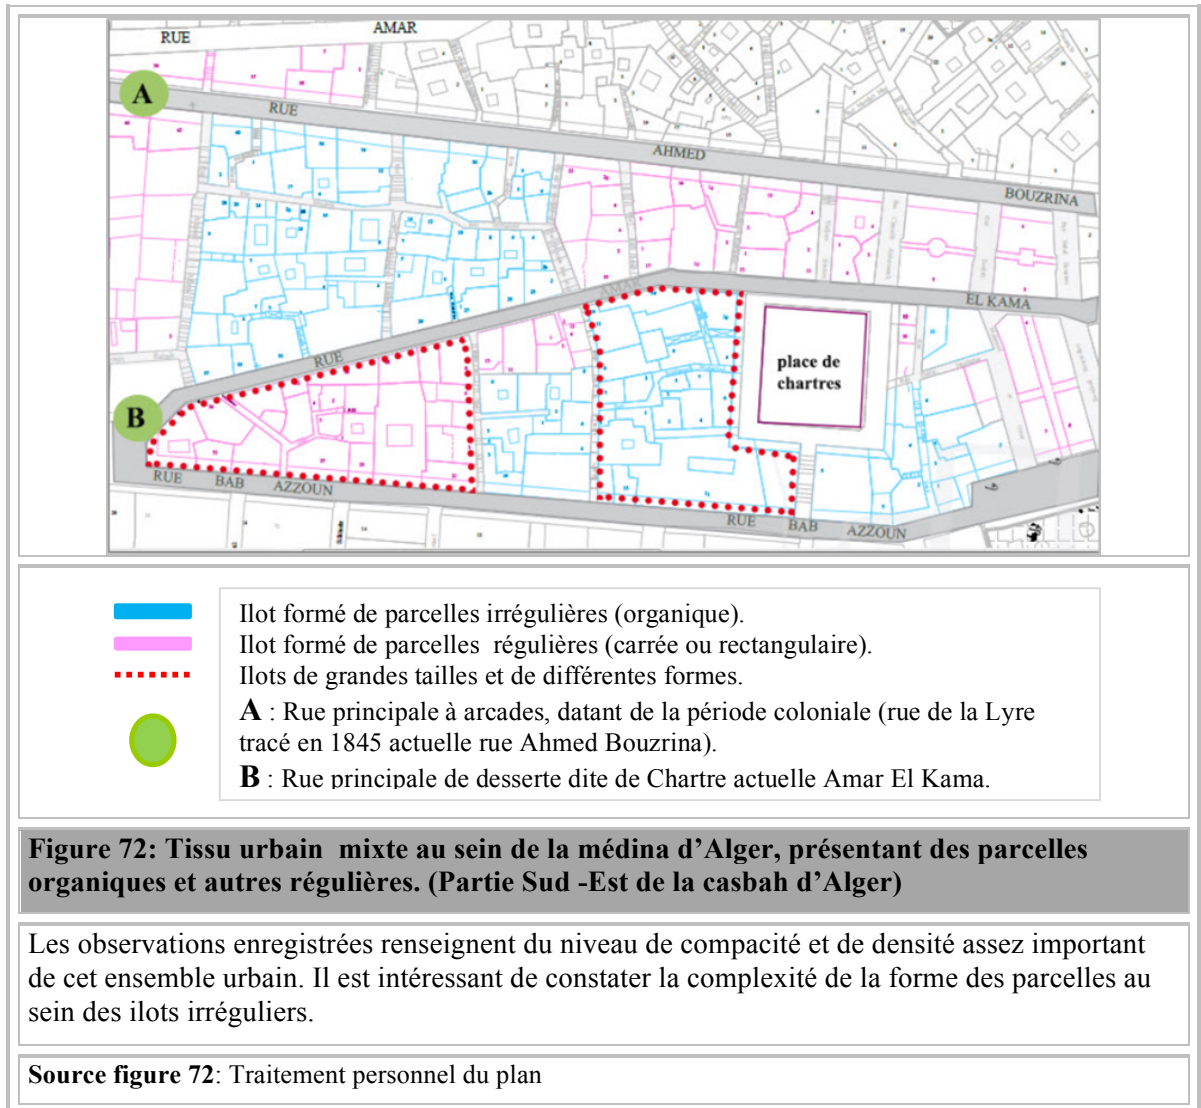 RUE AMAR
A
RUE AHMED BOUZRINA
RUE AMAR EL KAMA
place de
chartres
B
RUE BAB AZZOUN
RUE BAB AZZOUN
Ilot formé de parcelles irrégulières (organique).
Ilot formé de parcelles régulières (carrée ou rectangulaire).
Ilots de grandes tailles et de différentes formes.
A : Rue principale à arcades, datant de la période coloniale (rue de la Lyre
tracé en 1845 actuelle rue Ahmed Bouzrina).
B : Rue principale de desserte dite de Chartre actuelle Amar El Kama.
Figure 72: Tissu urbain mixte au sein de la médina d’Alger, présentant des parcelles
organiques et autres régulières. (Partie Sud -Est de la casbah d’Alger)
Les observations enregistrées renseignent du niveau de compacité et de densité assez important
de cet ensemble urbain. Il est intéressant de constater la complexité de la forme des parcelles au
sein des ilots irréguliers.
Source figure 72: Traitement personnel du plan